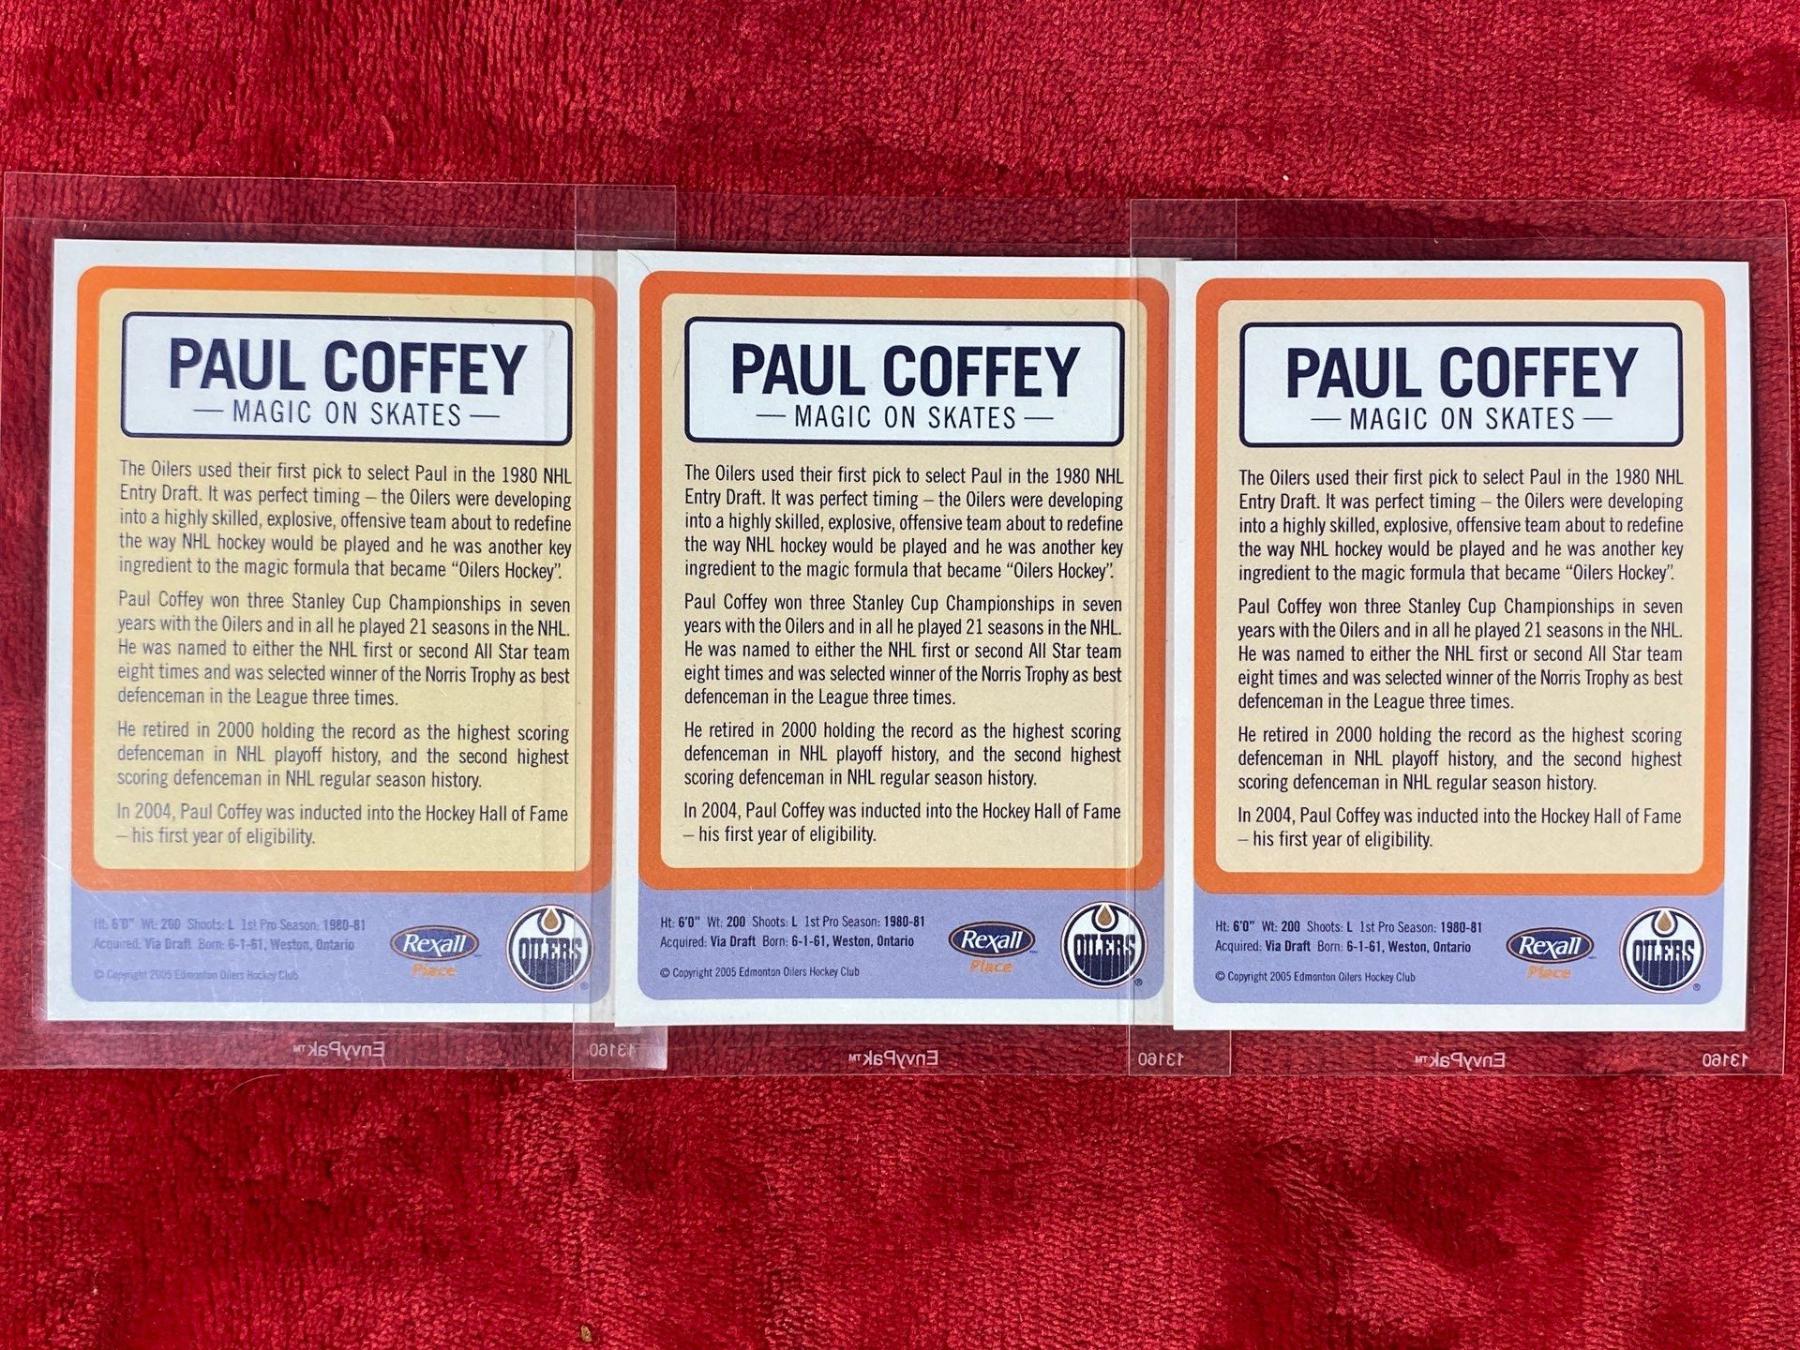 PAUL COFFEY
— MAGIC ON SKATES —
The Oilers used their first pick to select Paul in the 1980 NHL
Entry Draft. It was perfect timing – the Oilers were developing
into a highly skilled, explosive, offensive team about to redefine
the way NHL hockey would be played and he was another key
ingredient to the magic formula that became “Oilers Hockey”.
Paul Coffey won three Stanley Cup Championships in seven
years with the Oilers and in all he played 21 seasons in the NHL.
He was named to either the NHL first or second All Star team
eight times and was selected winner of the Norris Trophy as best
defenceman in the League three times.
He retired in 2000 holding the record as the highest scoring
defenceman in NHL playoff history, and the second highest
scoring defenceman in NHL regular season history.
In 2004, Paul Coffey was inducted into the Hockey Hall of Fame
– his first year of eligibility.
Ht: 6'0" Wt: 200 Shoots: L 1st Pro Season: 1980-81
Acquired: Via Draft Born: 6-1-61, Weston, Ontario
© Copyright 2005 Edmonton Oilers Hockey Club
Rexall
Place
OILERS
®
EnvyPak™
13160
PAUL COFFEY
— MAGIC ON SKATES —
The Oilers used their first pick to select Paul in the 1980 NHL
Entry Draft. It was perfect timing – the Oilers were developing
into a highly skilled, explosive, offensive team about to redefine
the way NHL hockey would be played and he was another key
ingredient to the magic formula that became “Oilers Hockey”.
Paul Coffey won three Stanley Cup Championships in seven
years with the Oilers and in all he played 21 seasons in the NHL.
He was named to either the NHL first or second All Star team
eight times and was selected winner of the Norris Trophy as best
defenceman in the League three times.
He retired in 2000 holding the record as the highest scoring
defenceman in NHL playoff history, and the second highest
scoring defenceman in NHL regular season history.
In 2004, Paul Coffey was inducted into the Hockey Hall of Fame
– his first year of eligibility.
Ht: 6'0" Wt: 200 Shoots: L 1st Pro Season: 1980-81
Acquired: Via Draft Born: 6-1-61, Weston, Ontario
© Copyright 2005 Edmonton Oilers Hockey Club
Rexall
Place
OILERS
®
EnvyPak™
13160
PAUL COFFEY
— MAGIC ON SKATES —
The Oilers used their first pick to select Paul in the 1980 NHL
Entry Draft. It was perfect timing – the Oilers were developing
into a highly skilled, explosive, offensive team about to redefine
the way NHL hockey would be played and he was another key
ingredient to the magic formula that became “Oilers Hockey”.
Paul Coffey won three Stanley Cup Championships in seven
years with the Oilers and in all he played 21 seasons in the NHL.
He was named to either the NHL first or second All Star team
eight times and was selected winner of the Norris Trophy as best
defenceman in the League three times.
He retired in 2000 holding the record as the highest scoring
defenceman in NHL playoff history, and the second highest
scoring defenceman in NHL regular season history.
In 2004, Paul Coffey was inducted into the Hockey Hall of Fame
– his first year of eligibility.
Ht: 6'0" Wt: 200 Shoots: L 1st Pro Season: 1980-81
Acquired: Via Draft Born: 6-1-61, Weston, Ontario
© Copyright 2005 Edmonton Oilers Hockey Club
Rexall
Place
OILERS
®
EnvyPak™
13160